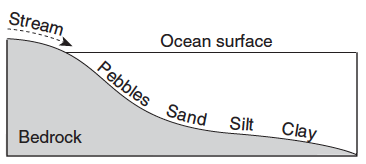 Stream
Ocean surface
Pebbles
Sand
Silt
Clay
Bedrock